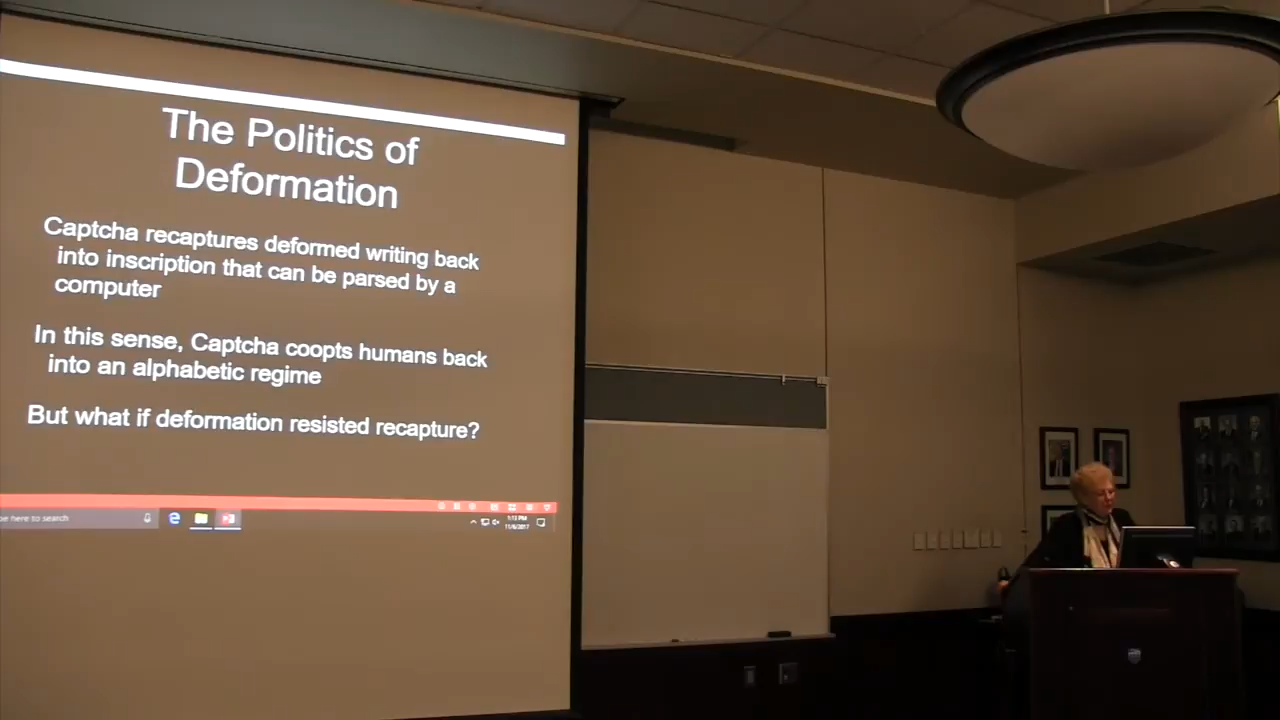 The Politics of
Deformation
Captcha recaptures deformed writing back
into inscription that can be parsed by a
computer
In this sense, Captcha coopts humans back
into an alphabetic regime
But what if deformation resisted recapture?
here to search
1:13 PM
11/6/2017